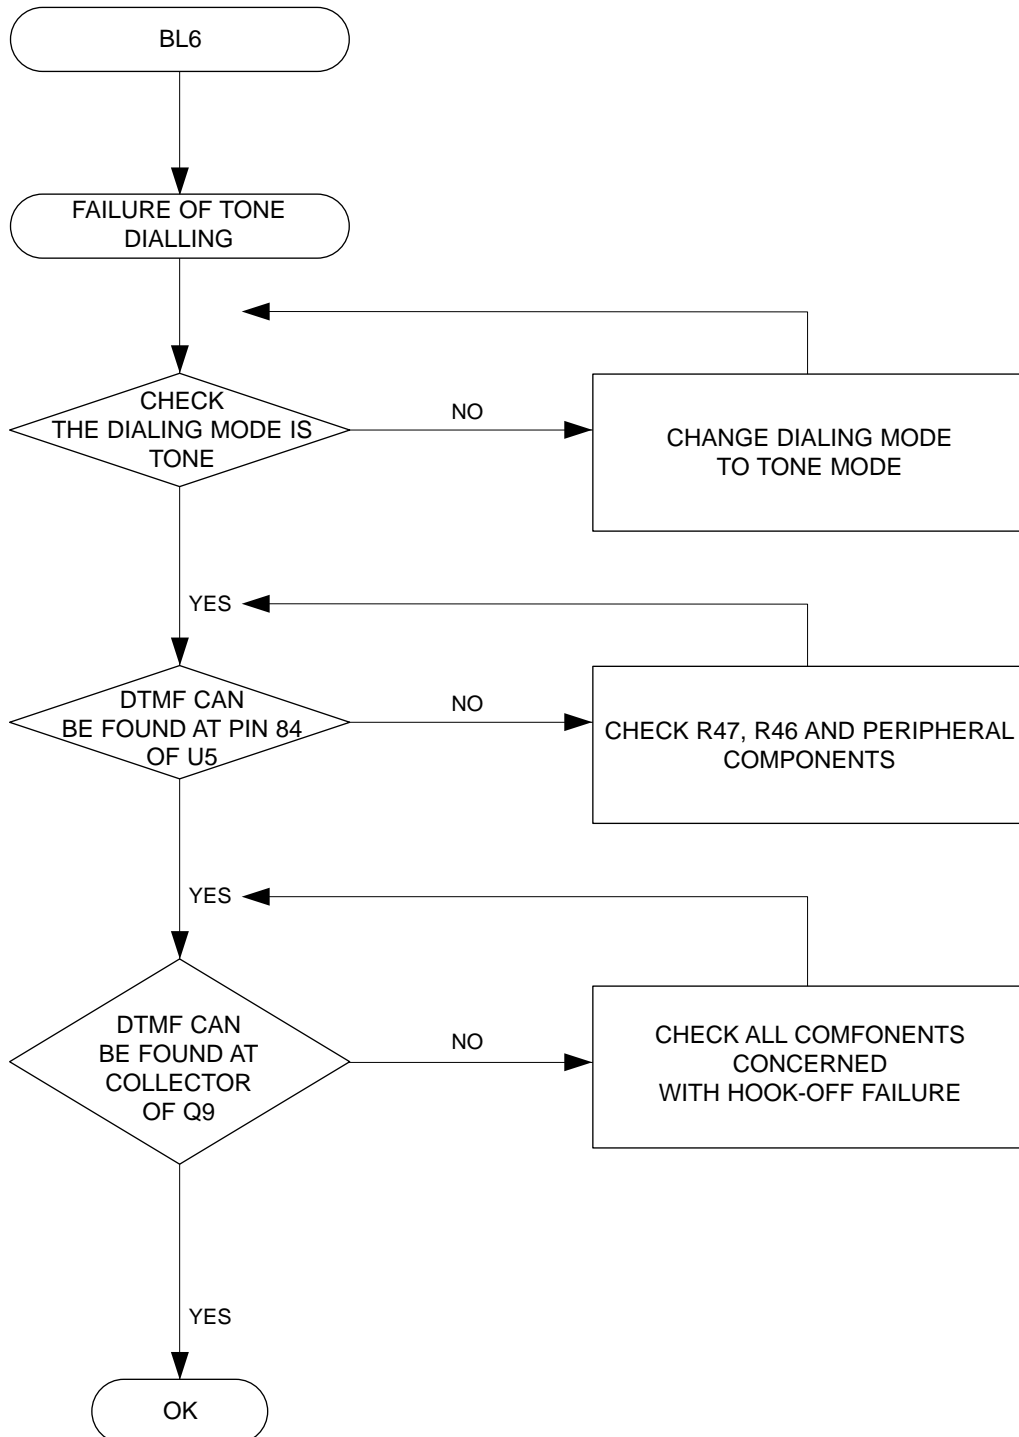 BL6
FAILURE OF TONE
DIALLING
CHECK
THE DIALING MODE IS
TONE
NO
CHANGE DIALING MODE
TO TONE MODE
YES
DTMF CAN
BE FOUND AT PIN 84
OF U5
NO
CHECK R47, R46 AND PERIPHERAL
COMPONENTS
YES
DTMF CAN
BE FOUND AT
COLLECTOR
OF Q9
NO
CHECK ALL COMFONENTS
CONCERNED
WITH HOOK-OFF FAILURE
YES
OK